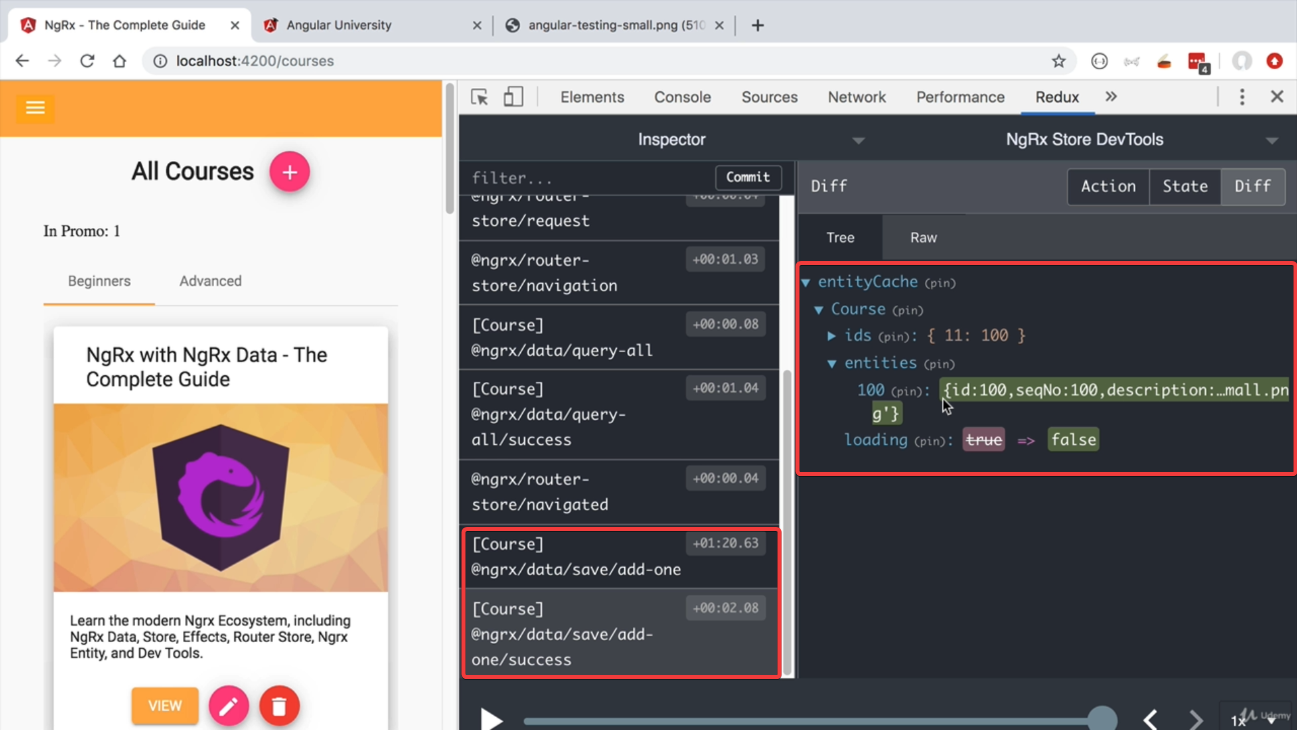 NgRx - The Complete Guide
Angular University
angular-testing-small.png (510
localhost:4200/courses
4
Elements Console Sources Network Performance Redux
Inspector
NgRx Store DevTools
All Courses
+
In Promo: 1
Beginners Advanced
NgRx with NgRx Data - The
Complete Guide
Learn the modern Ngrx Ecosystem, including
NgRx Data, Store, Effects, Router Store, Ngrx
Entity, and Dev Tools.
VIEW
filter...
Commit
@ngrx/router-
store/request
+00:00.04
@ngrx/router-
store/navigation
+00:01.03
[Course]
@ngrx/data/query-all
+00:00.08
[Course]
@ngrx/data/query-
all/success
+00:01.04
@ngrx/router-
store/navigated
+00:00.04
[Course]
@ngrx/data/save/add-one
+01:20.63
[Course]
@ngrx/data/save/add-
one/success
+00:02.08
Diff
Action State Diff
Tree Raw
entityCache (pin)
Course (pin)
ids (pin): { 11: 100 }
entities (pin)
100 (pin): {id:100,seqNo:100,description:…mall.pn
g'}
loading (pin): true => false
1x
Udemy